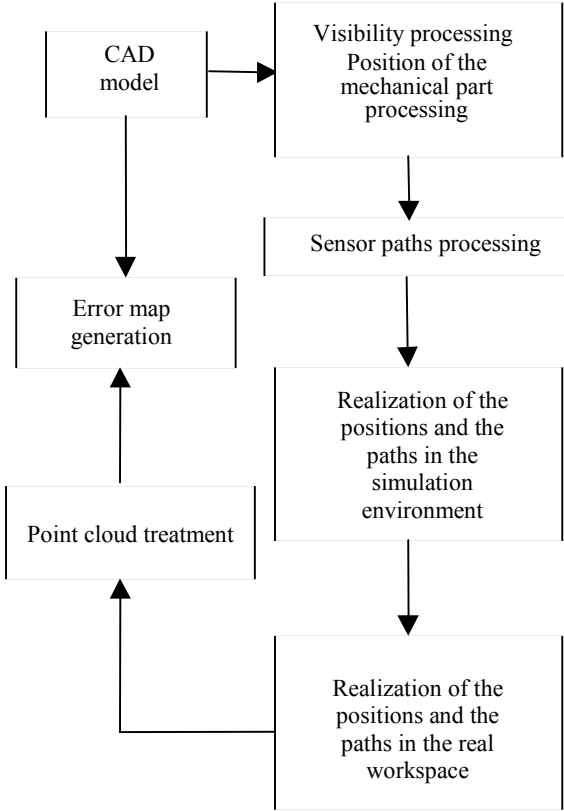 CAD
model
Visibility processing
Position of the
mechanical part
processing
Sensor paths processing
Error map
generation
Realization of the
positions and the
paths in the
simulation
environment
Point cloud treatment
Realization of the
positions and the
paths in the real
workspace